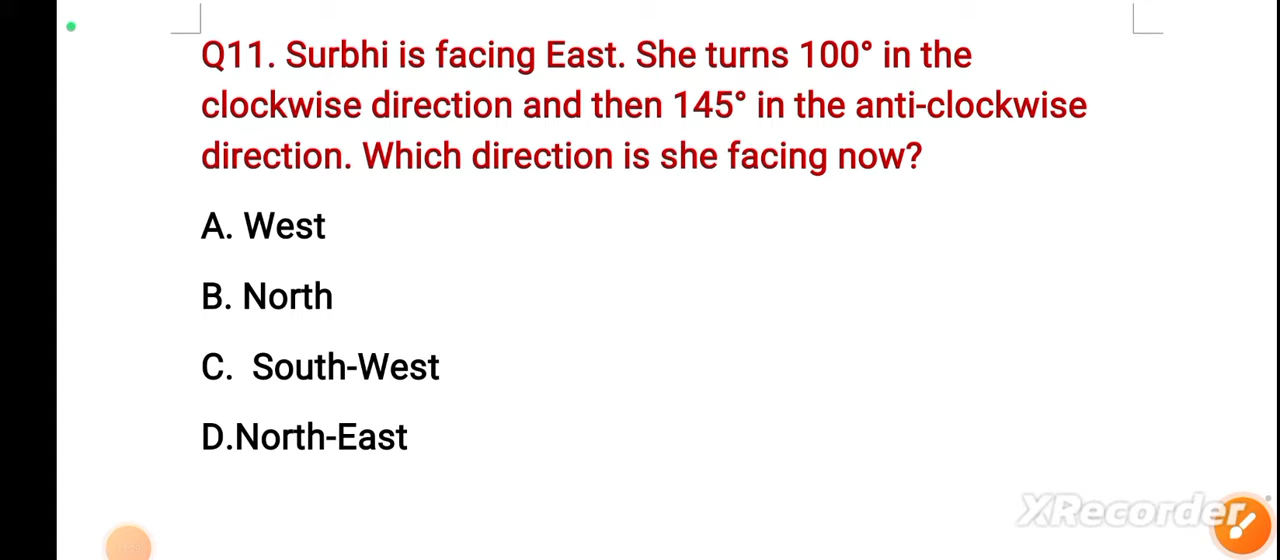 Q11. Surbhi is facing East. She turns 100° in the
clockwise direction and then 145° in the anti-clockwise
direction. Which direction is she facing now?
A. West
B. North
C. South-West
D.North-East
XRecorder